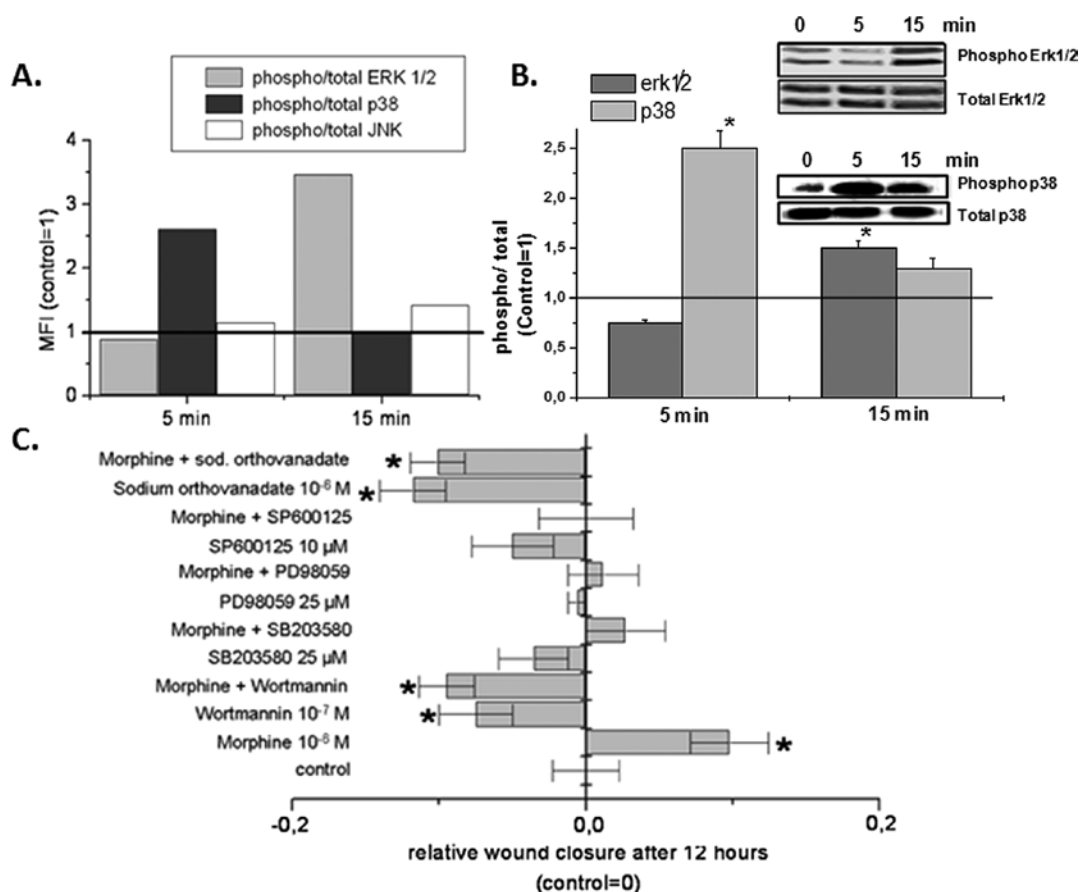 A.
phospho/total ERK 1/2
phospho/total p38
phospho/total JNK
MFI (control=1)
4
3
2
1
0
5 min
15 min
B.
erk1/2
p38
0 5 15 min
Phospho Erk1/2
Total Erk1/2
0 5 15 min
Phospho p38
Total p38
phospho/ total
(Control=1)
2,5
2,0
1,5
1,0
0,5
0,0
*
*
5 min
15 min
C.
Morphine + sod. orthovanadate *
Sodium orthovanadate 10⁻⁶ M *
Morphine + SP600125
SP600125 10 µM
Morphine + PD98059
PD98059 25 µM
Morphine + SB203580
SB203580 25 µM
Morphine + Wortmannin *
Wortmannin 10⁻⁷ M *
Morphine 10⁻⁶ M *
control
-0,2 0,0 0,2
relative wound closure after 12 hours
(control=0)